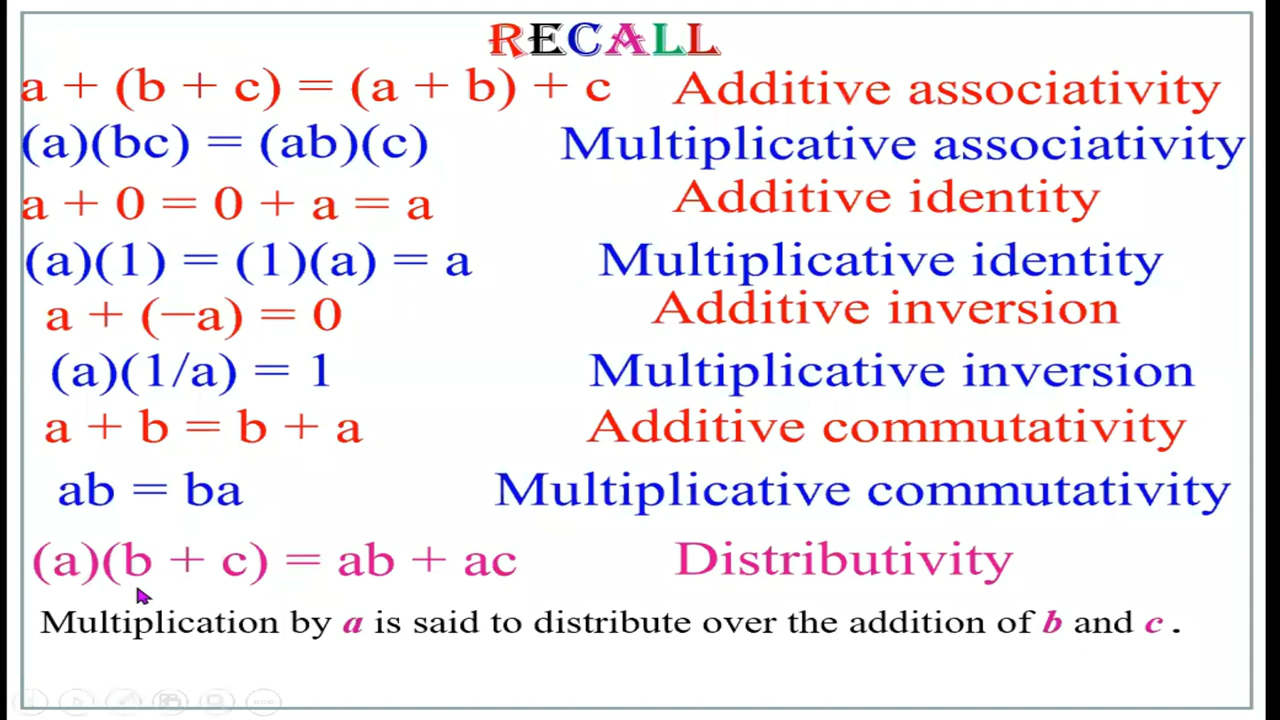 RECALL
a + (b + c) = (a + b) + c Additive associativity
(a)(bc) = (ab)(c) Multiplicative associativity
a + 0 = 0 + a = a Additive identity
(a)(1) = (1)(a) = a Multiplicative identity
a + (−a) = 0 Additive inversion
(a)(1/a) = 1 Multiplicative inversion
a + b = b + a Additive commutativity
ab = ba Multiplicative commutativity
(a)(b + c) = ab + ac Distributivity
Multiplication by a is said to distribute over the addition of b and c .